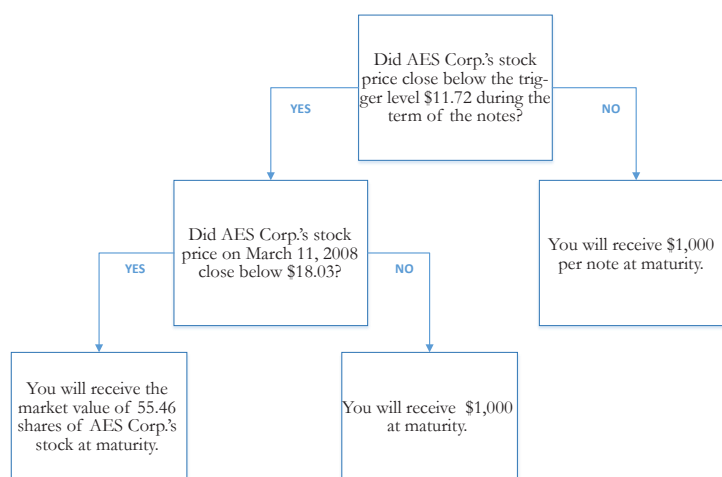 Did AES Corp.'s stock
price close below the trig-
ger level $11.72 during the
term of the notes?
YES
NO
Did AES Corp.'s stock
price on March 11, 2008
close below $18.03?
You will receive $1,000
per note at maturity.
YES
NO
You will receive the
market value of 55.46
shares of AES Corp.'s
stock at maturity.
You will receive $1,000
at maturity.